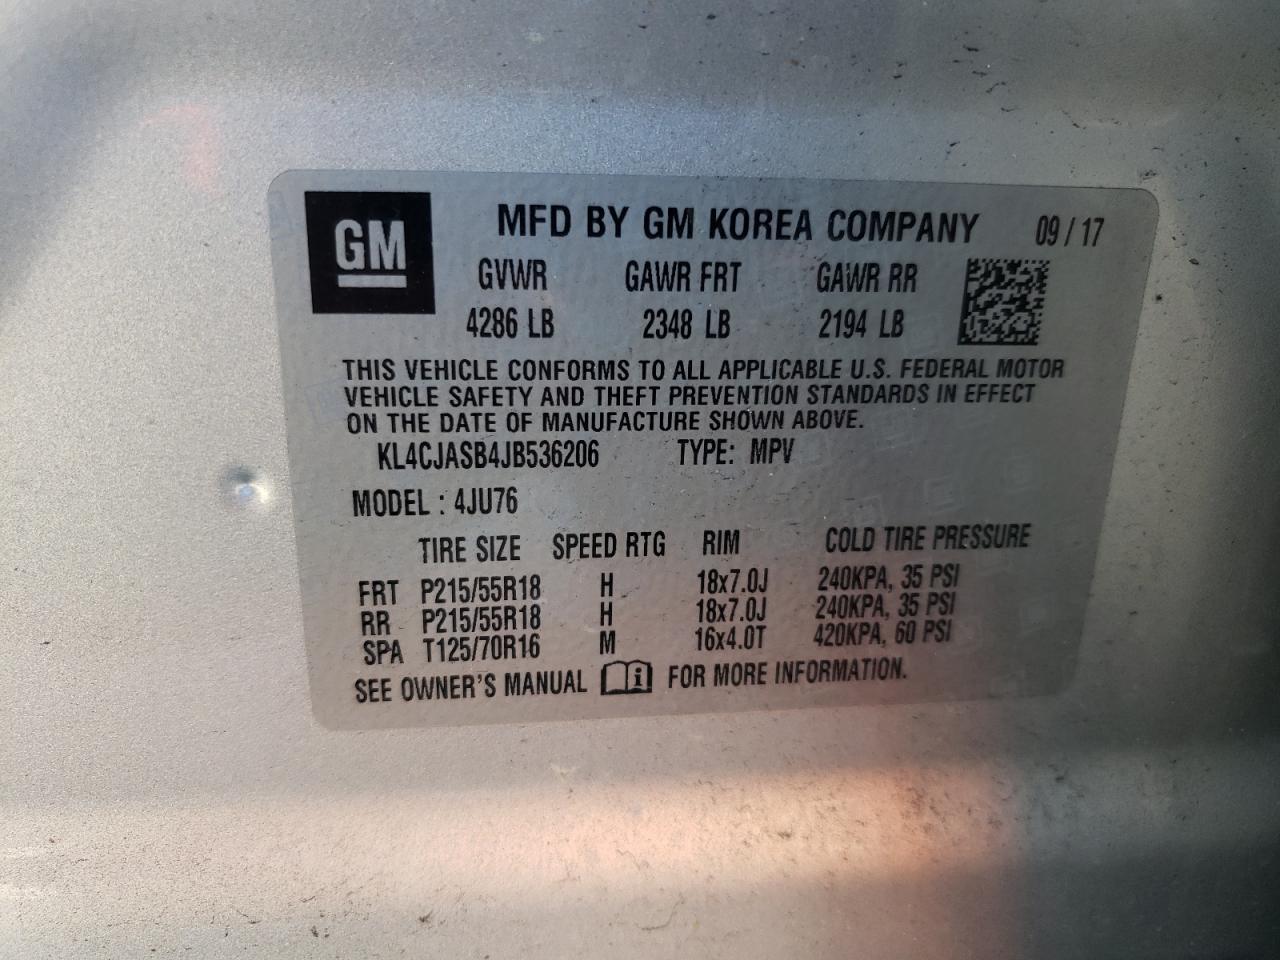 GM
MFD BY GM KOREA COMPANY 09 / 17
GVWR GAWR FRT GAWR RR
4286 LB 2348 LB 2194 LB
THIS VEHICLE CONFORMS TO ALL APPLICABLE U.S. FEDERAL MOTOR
VEHICLE SAFETY AND THEFT PREVENTION STANDARDS IN EFFECT
ON THE DATE OF MANUFACTURE SHOWN ABOVE.
KL4CJASB4JB536206 TYPE: MPV
MODEL : 4JU76
TIRE SIZE SPEED RTG RIM COLD TIRE PRESSURE
FRT P215/55R18 H 18x7.0J 240KPA, 35 PSI
RR P215/55R18 H 18x7.0J 240KPA, 35 PSI
SPA T125/70R16 M 16x4.0T 420KPA, 60 PSI
SEE OWNER'S MANUAL i FOR MORE INFORMATION.